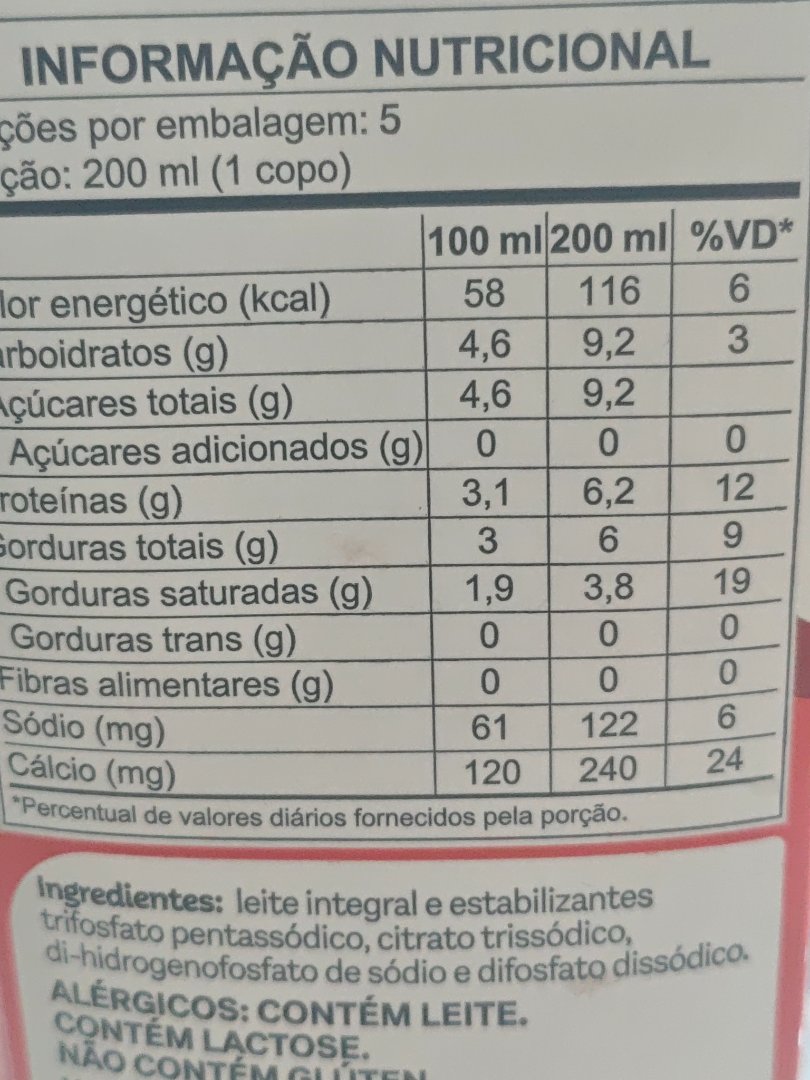 INFORMAÇÃO NUTRICIONAL
ções por embalagem: 5
ção: 200 ml (1 copo)
100 ml 200 ml %VD*
lor energético (kcal) 58 116 6
arboidratos (g) 4,6 9,2 3
Açúcares totais (g) 4,6 9,2
Açúcares adicionados (g) 0 0 0
roteínas (g) 3,1 6,2 12
Gorduras totais (g) 3 6 9
Gorduras saturadas (g) 1,9 3,8 19
Gorduras trans (g) 0 0 0
Fibras alimentares (g) 0 0 0
Sódio (mg) 61 122 6
Cálcio (mg) 120 240 24
*Percentual de valores diários fornecidos pela porção.
Ingredientes: leite integral e estabilizantes
trifosfato pentassódico, citrato trissódico,
di-hidrogenofosfato de sódio e difosfato dissódico.
ALÉRGICOS: CONTÉM LEITE.
CONTÉM LACTOSE.
NÃO CONTÉM GLÚTEN